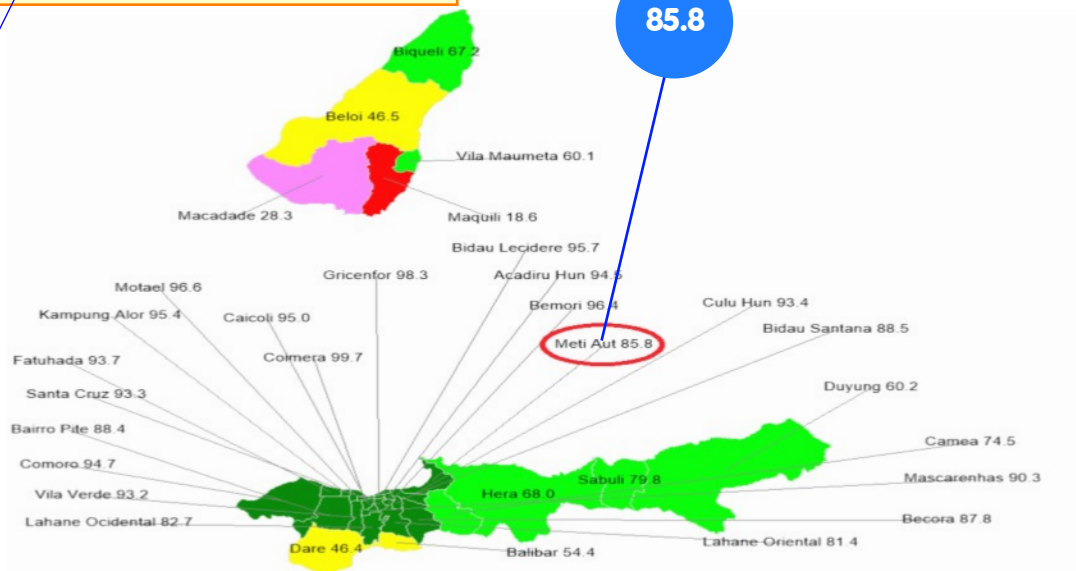 85.8
Biqueli 67.2
Beloi 46.5
Vila Maumeta 60.1
Macadade 28.3
Maquili 18.6
Bidau Lecidere 95.7
Gricenfor 98.3
Acadiru Hun 94.5
Motael 96.6
Bemori 96.4
Culu Hun 93.4
Kampung Alor 95.4
Caicoli 95.0
Bidau Santana 88.5
Meti Aut 85.8
Fatuhada 93.7
Coimera 99.7
Duyung 60.2
Santa Cruz 93.3
Bairro Pite 88.4
Camea 74.5
Comoro 94.7
Sabuli 79.8
Mascarenhas 90.3
Vila Verde 93.2
Hera 68.0
Lahane Ocidental 82.7
Becora 87.8
Lahane Oriental 81.4
Dare 46.4
Balibar 54.4